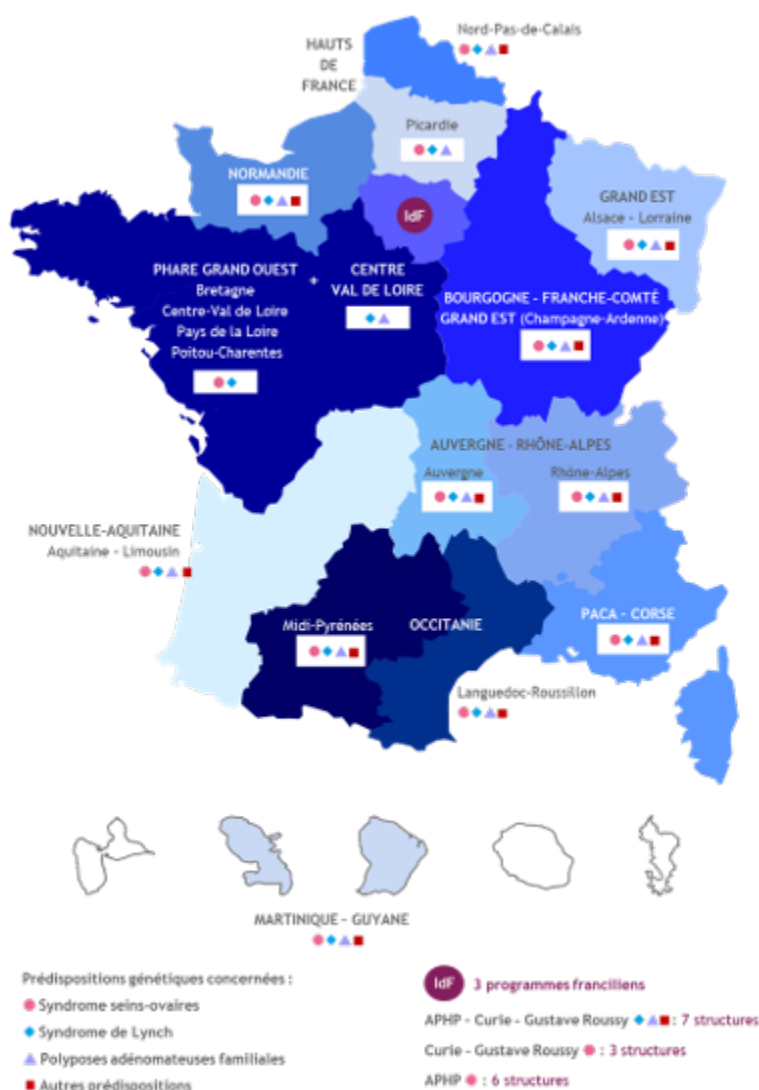 Nord-Pas-de-Calais
HAUTS
DE
FRANCE
Picardie
NORMANDIE
GRAND EST
Alsace - Lorraine
IdF
PHARE GRAND OUEST
Bretagne
Centre-Val de Loire
Pays de la Loire
Poitou-Charentes
+
CENTRE
VAL DE LOIRE
BOURGOGNE - FRANCHE-COMTÉ
GRAND EST (Champagne-Ardenne)
AUVERGNE - RHÔNE-ALPES
Auvergne
Rhône-Alpes
NOUVELLE-AQUITAINE
Aquitaine - Limousin
Midi-Pyrénées
OCCITANIE
PACA - CORSE
Languedoc-Roussillon
MARTINIQUE - GUYANE
Prédispositions génétiques concernées :
Syndrome seins-ovaires
Syndrome de Lynch
Polyposes adénomateuses familiales
Autres prédispositions
IdF 3 programmes franciliens
APHP - Curie - Gustave Roussy : 7 structures
Curie - Gustave Roussy : 3 structures
APHP : 6 structures